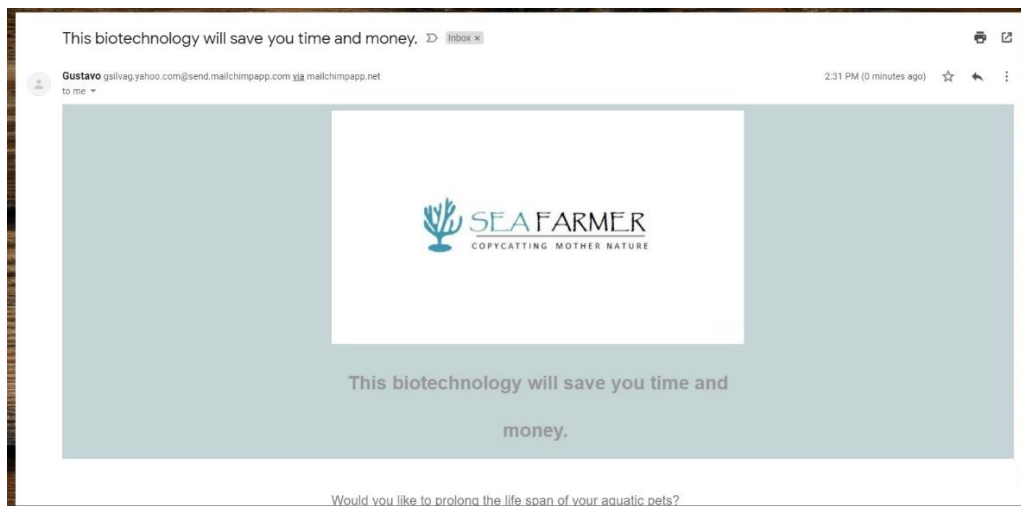 This biotechnology will save you time and money. Inbox x
Gustavo gsilvag.yahoo.com@send.mailchimpapp.com via mailchimpapp.net
2:31 PM (0 minutes ago)
to me
SEA FARMER
COPYCATTING MOTHER NATURE
This biotechnology will save you time and
money.
Would you like to prolong the life span of your aquatic pets?